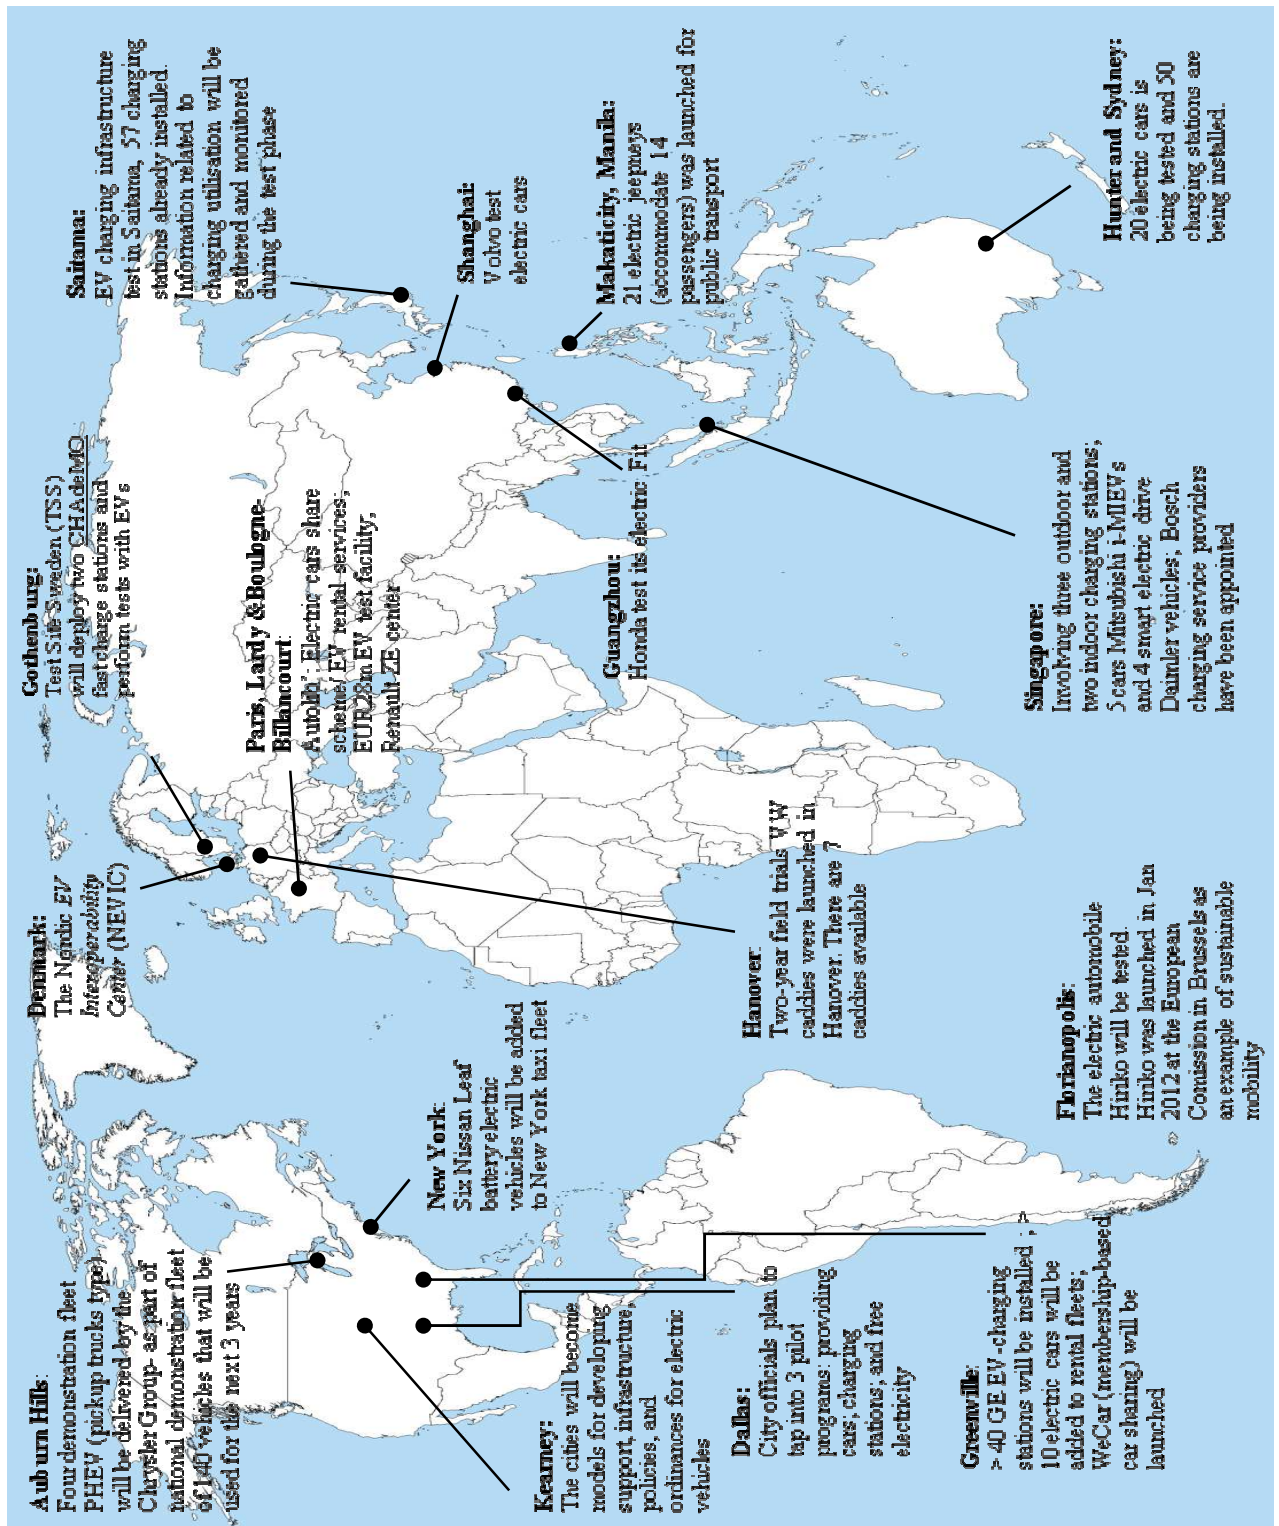 Auburn Hills:
Four demonstration fleet
PHEV (pickup trucks type)
will be delivered by the
Chrysler Group- as part of
national demonstration fleet
of 140 vehicles that will be
used for the next 3 years
Denmark:
The Nordic EV
Interoperability
Center (NEVIC)
Gothenburg:
Test Site Sweden (TSS)
will deploy two CHAdeMO
fast charge stations and
perform tests with EVs
Saitama:
EV charging infrastructure
test in Saitama, 57 charging
stations already installed.
Information related to
charging utilisation will be
gathered and monitored
during the test phase
Paris, Lardy & Boulogne-
Billancourt:
Autolib': Electric cars share
scheme/ EV rental services;
EUR28m EV test facility;
Renault ZE center
New York:
Six Nissan Leaf
battery electric
vehicles will be added
to New York taxi fleet
Shanghai:
Volvo test
electric cars
Kearney:
The cities will become
models for developing
support, infrastructure,
policies, and
ordinances for electric
vehicles
Guangzhou:
Honda test its electric Fit
Makaticity, Manila:
21 electric jeepneys
(accommodate 14
passengers) was launched for
public transport
Dallas:
City officials plan to
tap into 3 pilot
programs: providing
cars, charging
stations, and free
electricity
Hanover:
Two-year field trials VW
caddies were launched in
Hanover. There are 7
caddies available
Greenville:
> 40 GE EV-charging
stations will be installed ;
10 electric cars will be
added to rental fleets;
WeCar (membership-based
car sharing) will be
launched
Florianopolis:
The electric automobile
Hiriko will be tested.
Hiriko was launched in Jan
2012 at the European
Comission in Brussels as
an example of sustainable
mobility
Singapore:
Involving three outdoor and
two indoor charging stations;
5 cars Mitsubishi i-MIEVs
and 4 smart electric drive
Daimler vehicles; Bosch
charging service providers
have been appointed
Hunter and Sydney:
20 electric cars is
being tested and 50
charging stations are
being installed.